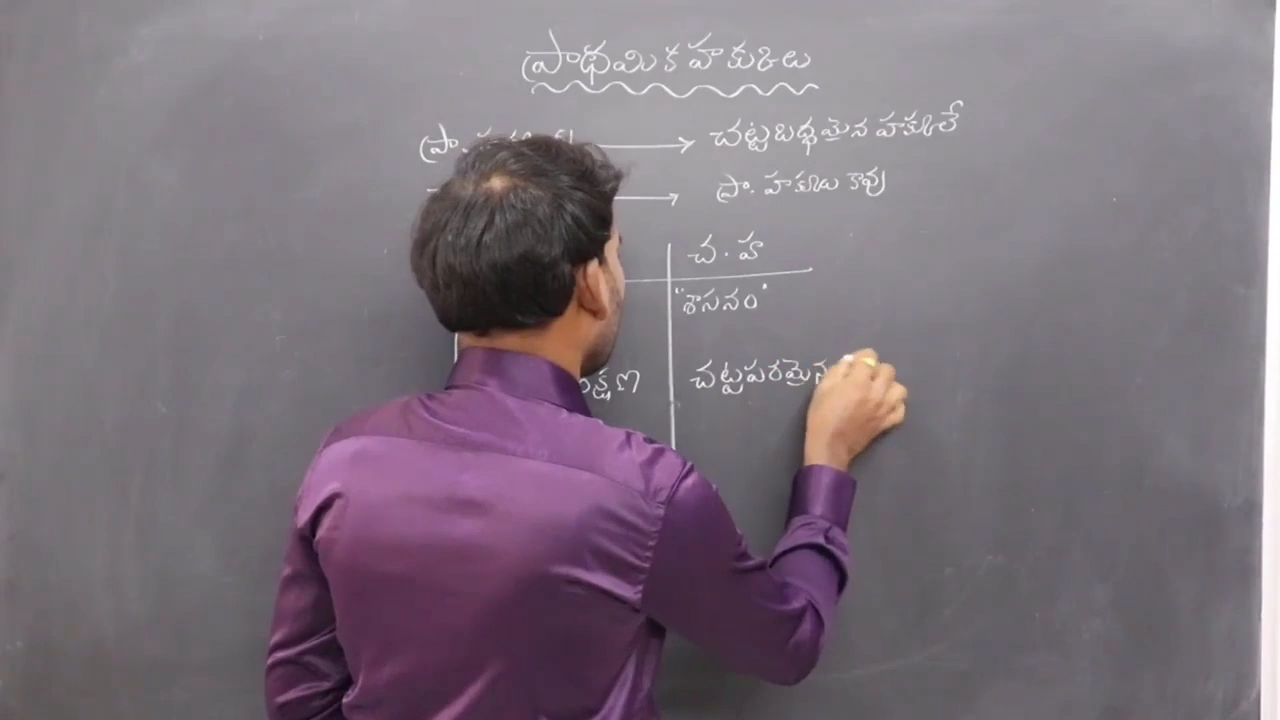 ప్రాథమిక హక్కులు
ప్రా. → చట్టబద్ధమైన హక్కులే
→ ప్రా. హక్కులు కావు
చ. హ
"శాసనం"
చట్టపరమైన